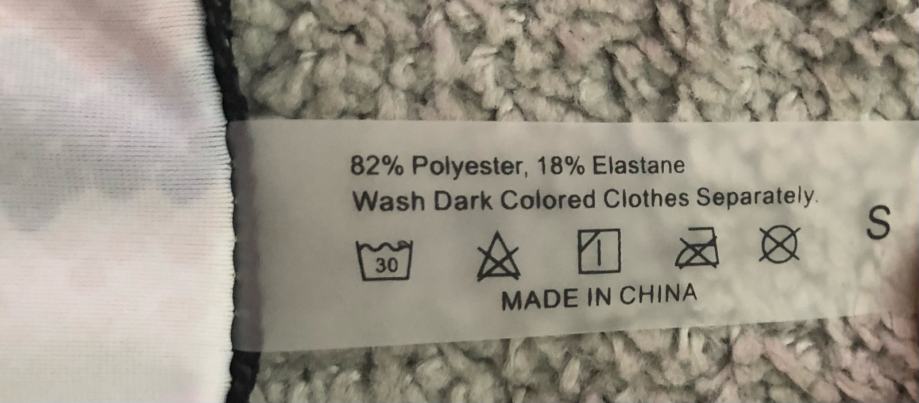 82% Polyester, 18% Elastane
Wash Dark Colored Clothes Separately.
30
MADE IN CHINA
S